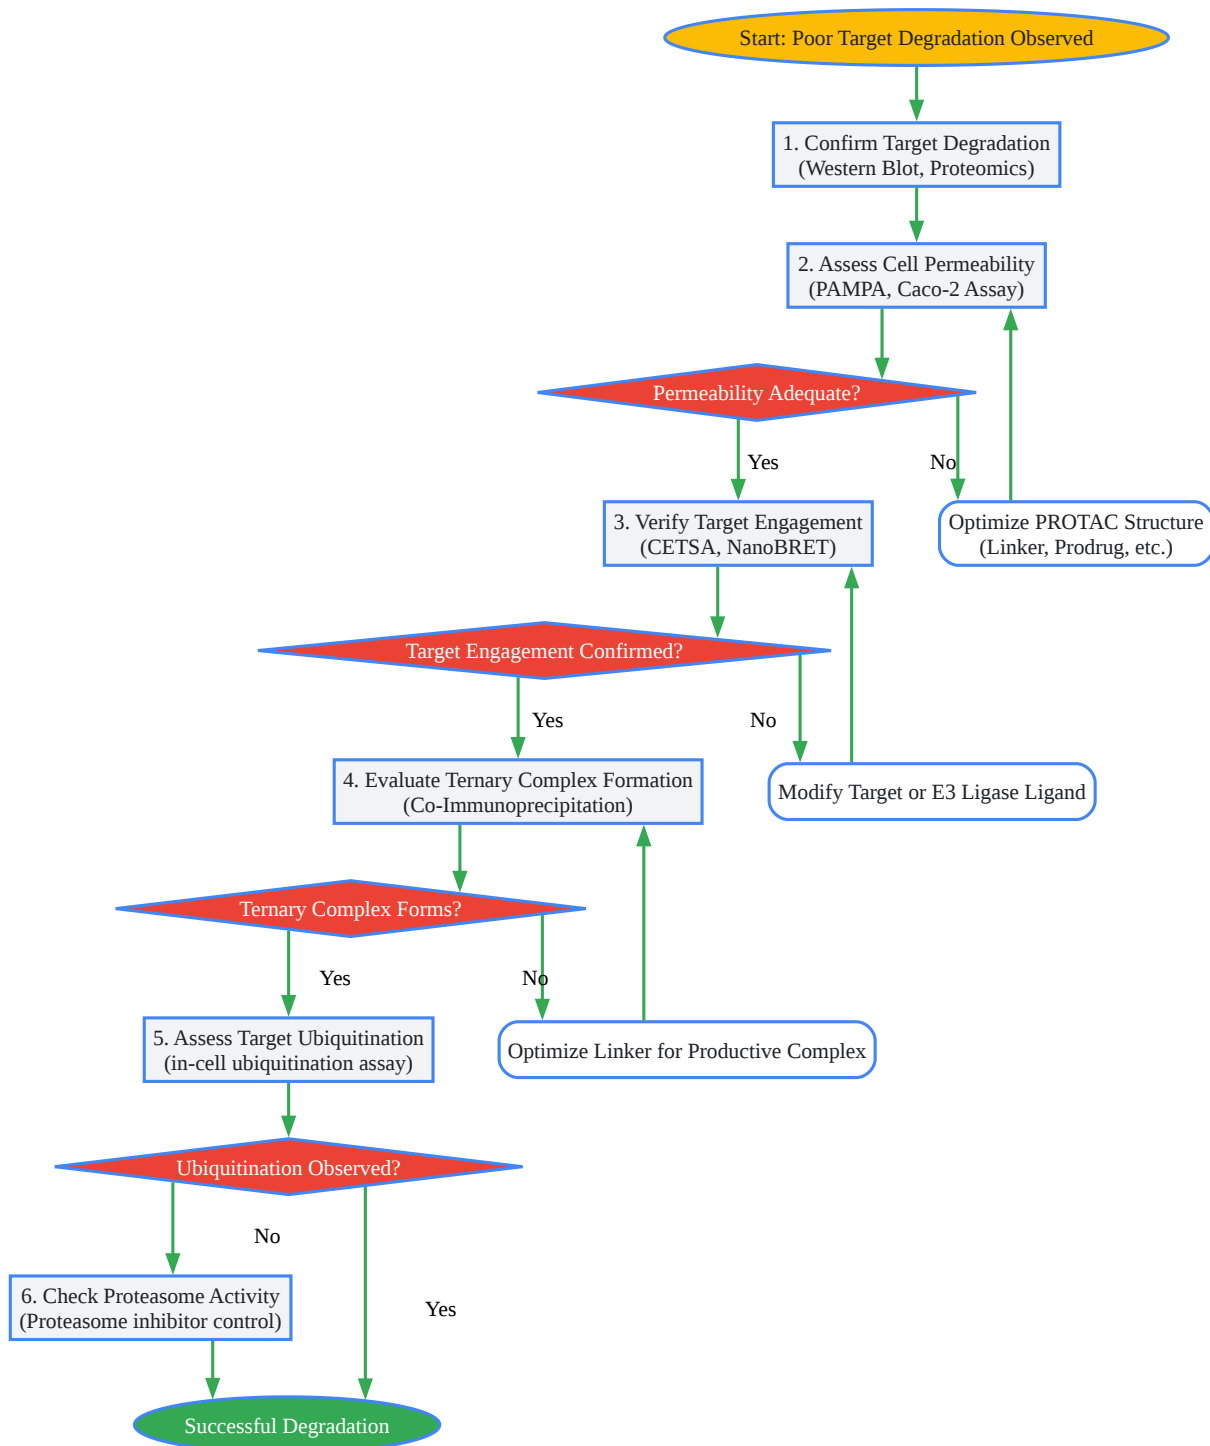 Start: Poor Target Degradation Observed
1. Confirm Target Degradation
(Western Blot, Proteomics)
2. Assess Cell Permeability
(PAMPA, Caco-2 Assay)
Permeability Adequate?
Yes
No
3. Verify Target Engagement
(CETSA, NanoBRET)
Optimize PROTAC Structure
(Linker, Prodrug, etc.)
Target Engagement Confirmed?
Yes
No
4. Evaluate Ternary Complex Formation
(Co-Immunoprecipitation)
Modify Target or E3 Ligase Ligand
Ternary Complex Forms?
Yes
No
5. Assess Target Ubiquitination
(in-cell ubiquitination assay)
Optimize Linker for Productive Complex
Ubiquitination Observed?
No
Yes
6. Check Proteasome Activity
(Proteasome inhibitor control)
Successful Degradation